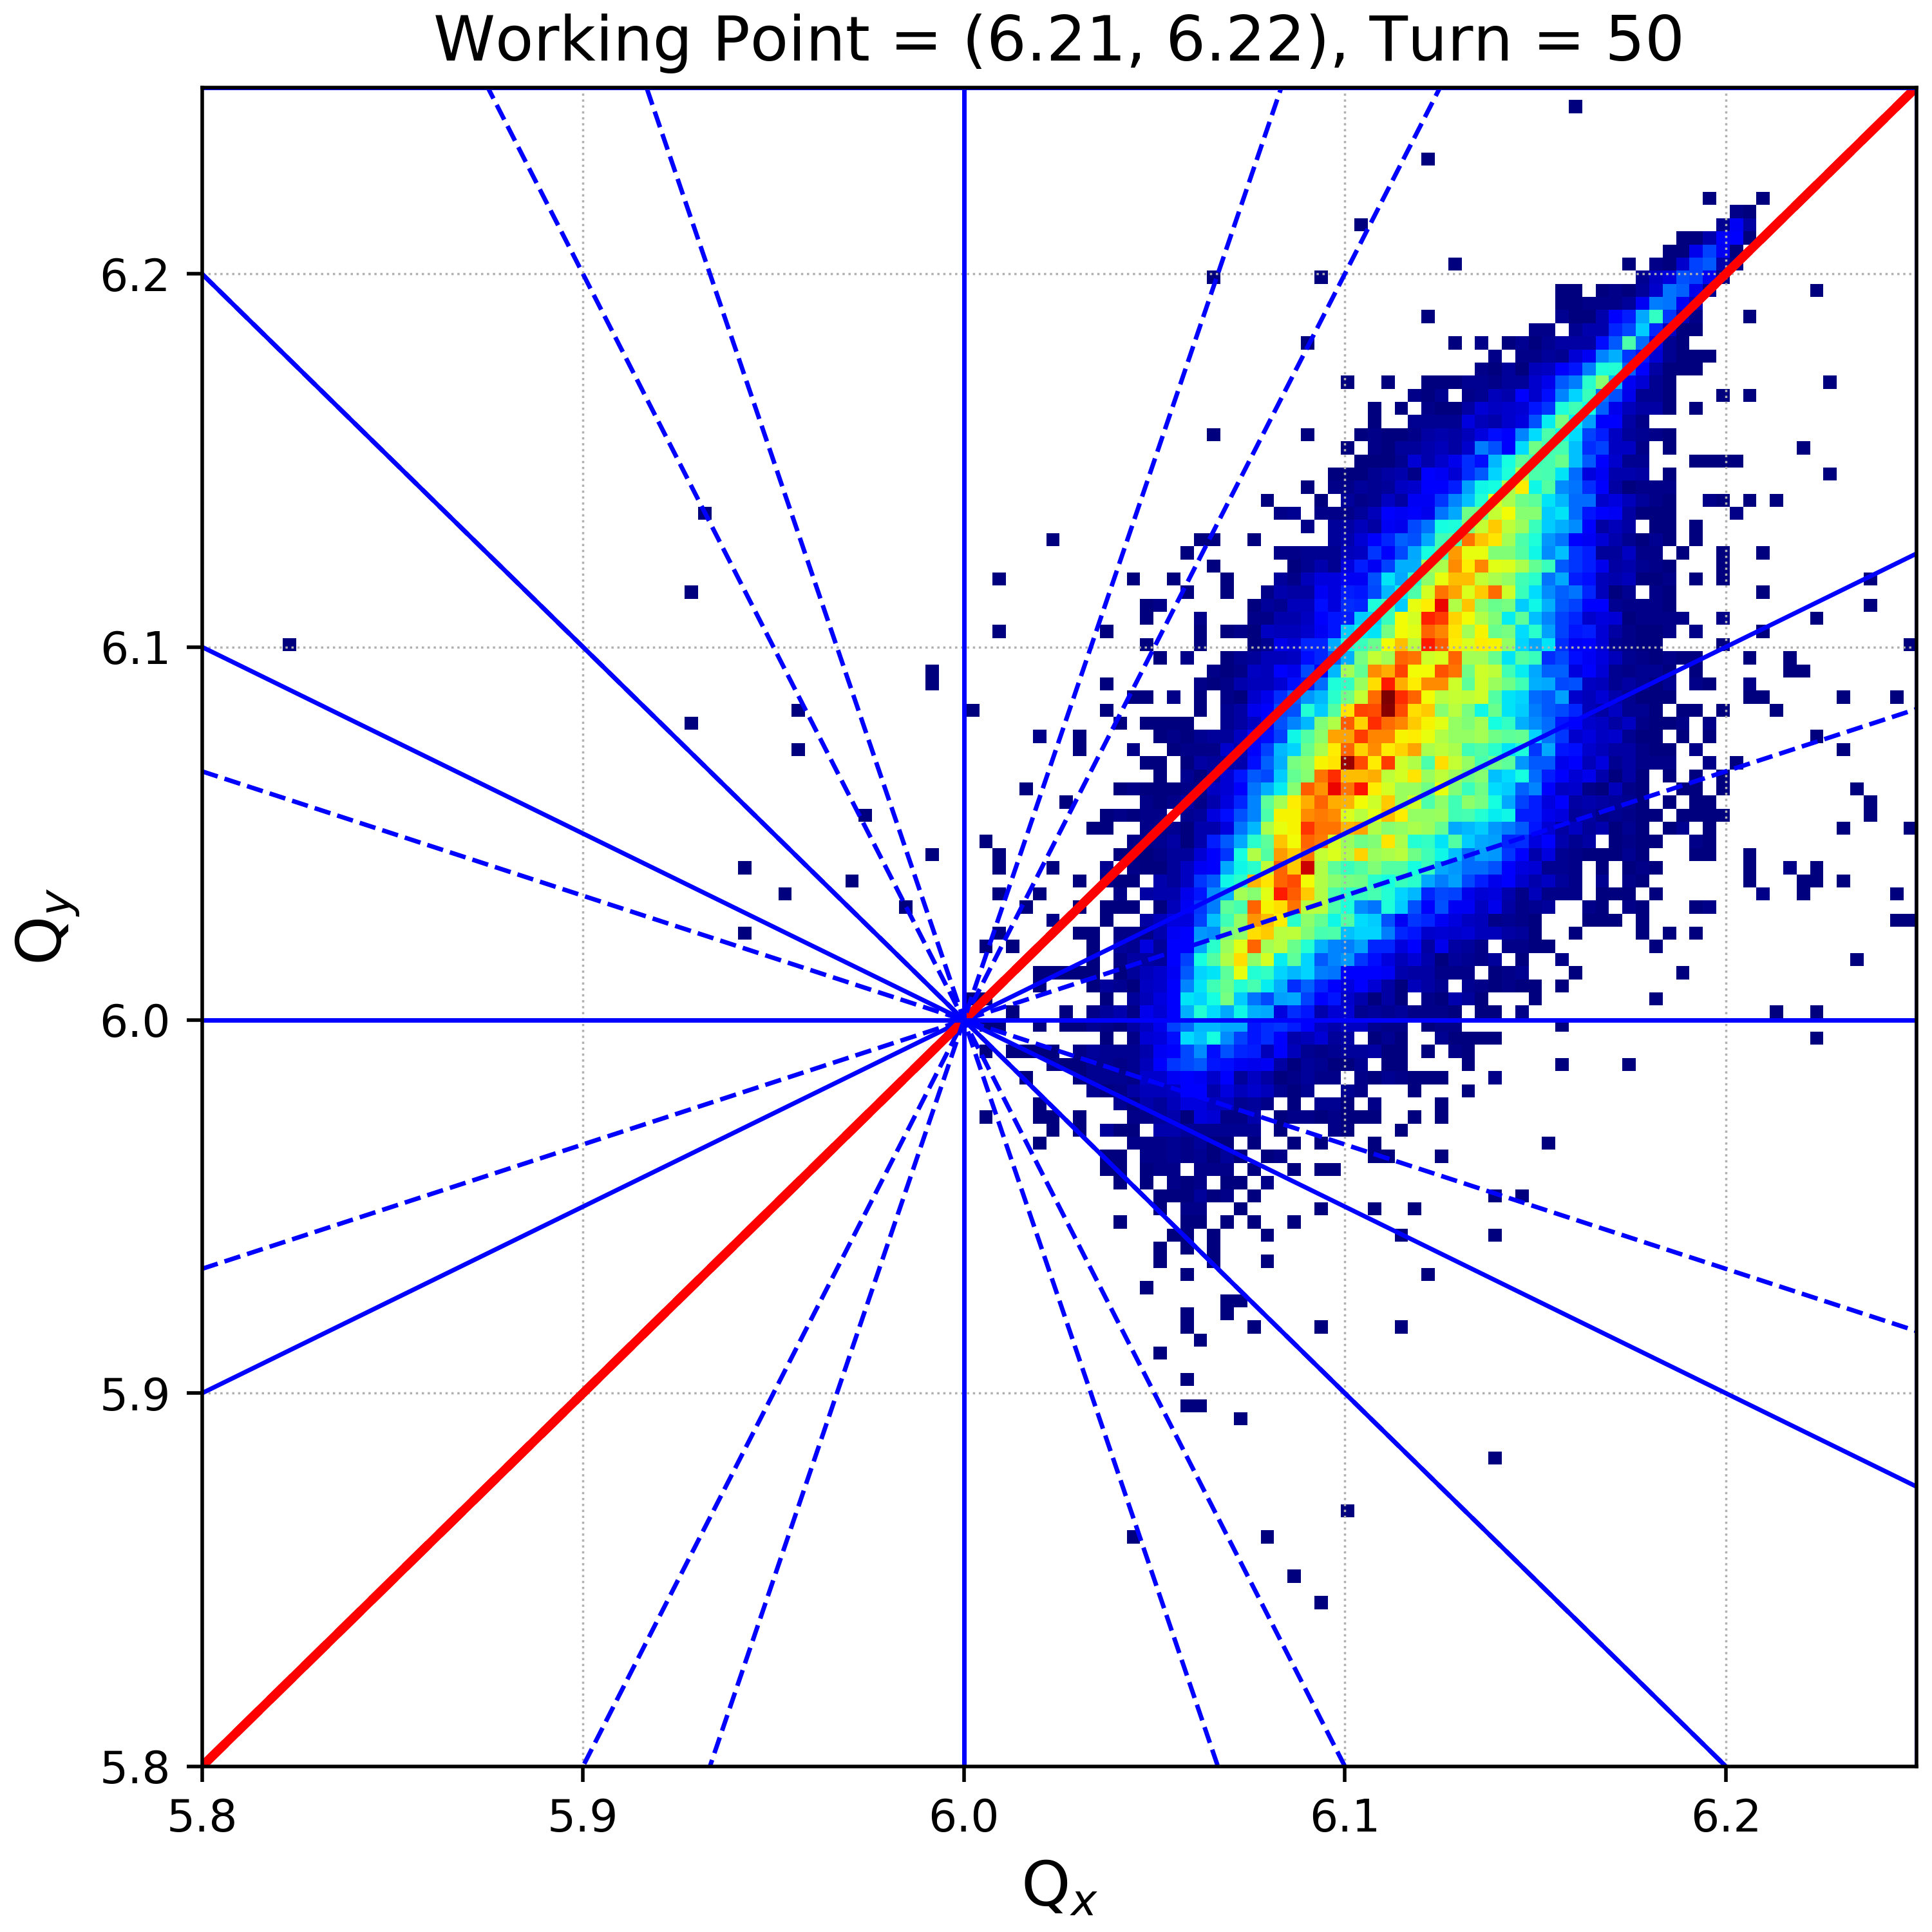 Working Point = (6.21, 6.22), Turn = 50
6.2
6.1
6.0
5.9
5.8
Qy
5.8 5.9 6.0 6.1 6.2
Qx